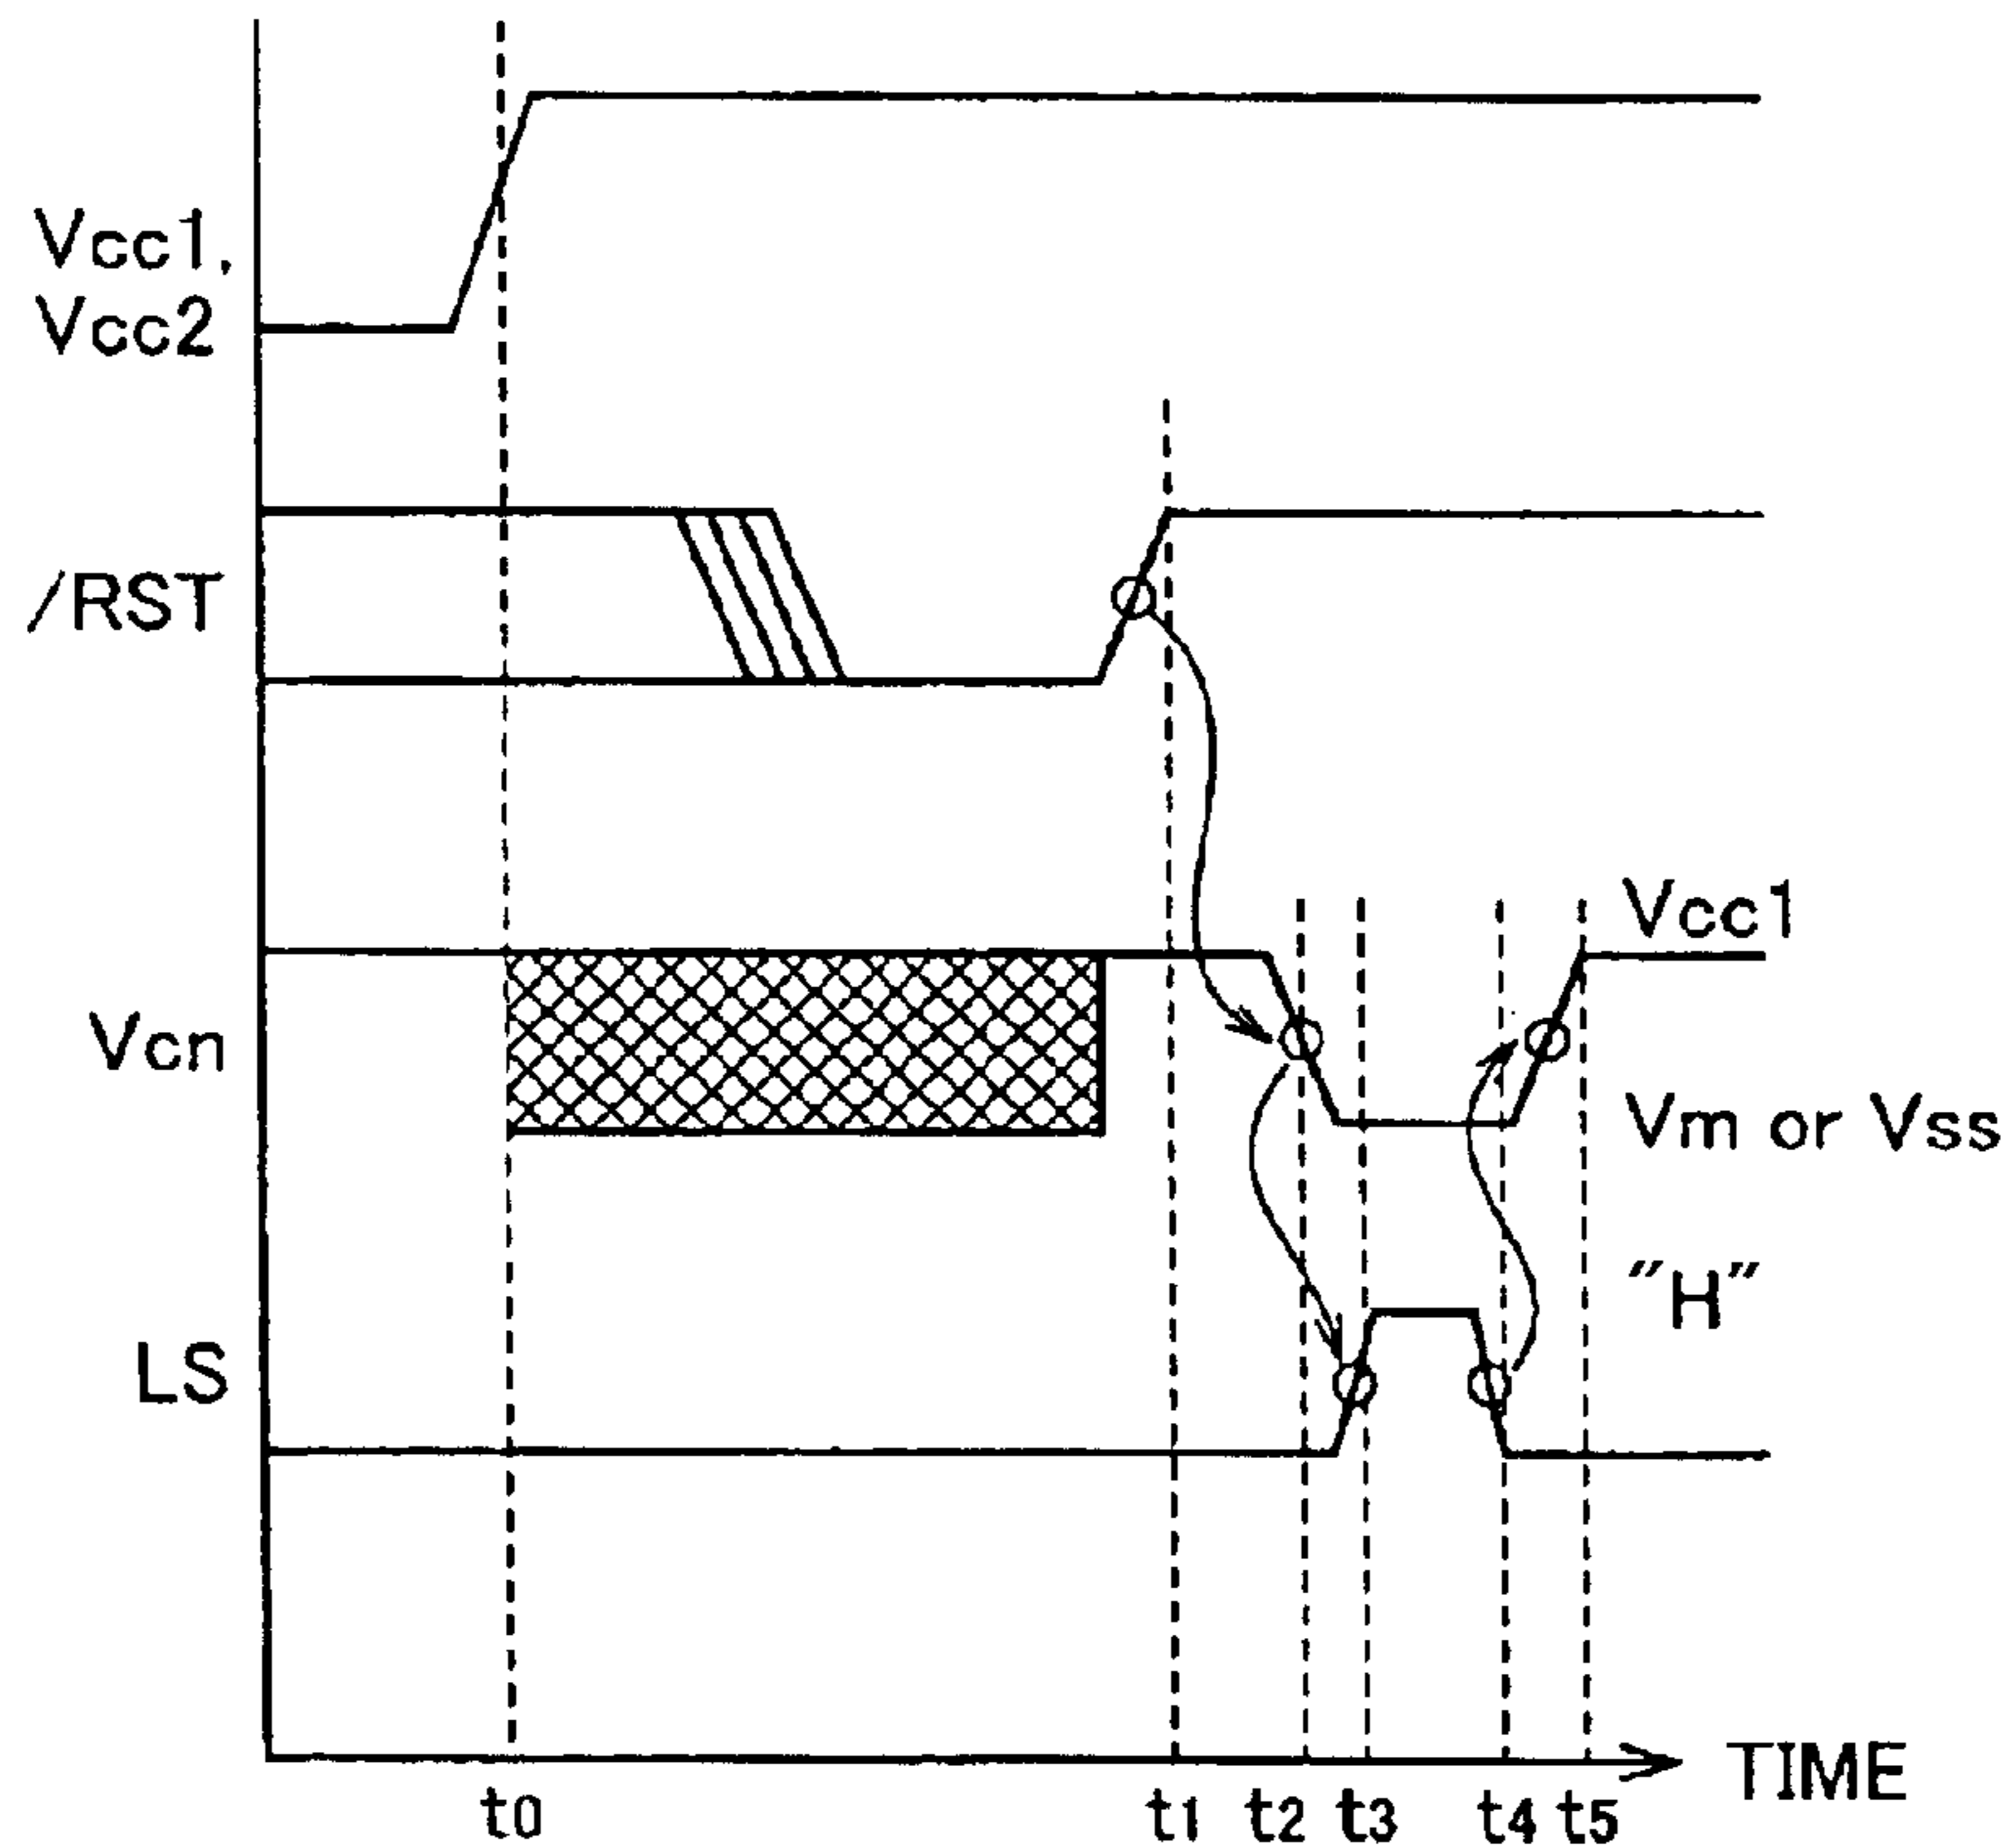 Vcc1,
Vcc2
/RST
Vcc1
Vcn
Vm or Vss
"H"
LS
TIME
t0 t1 t2 t3 t4 t5